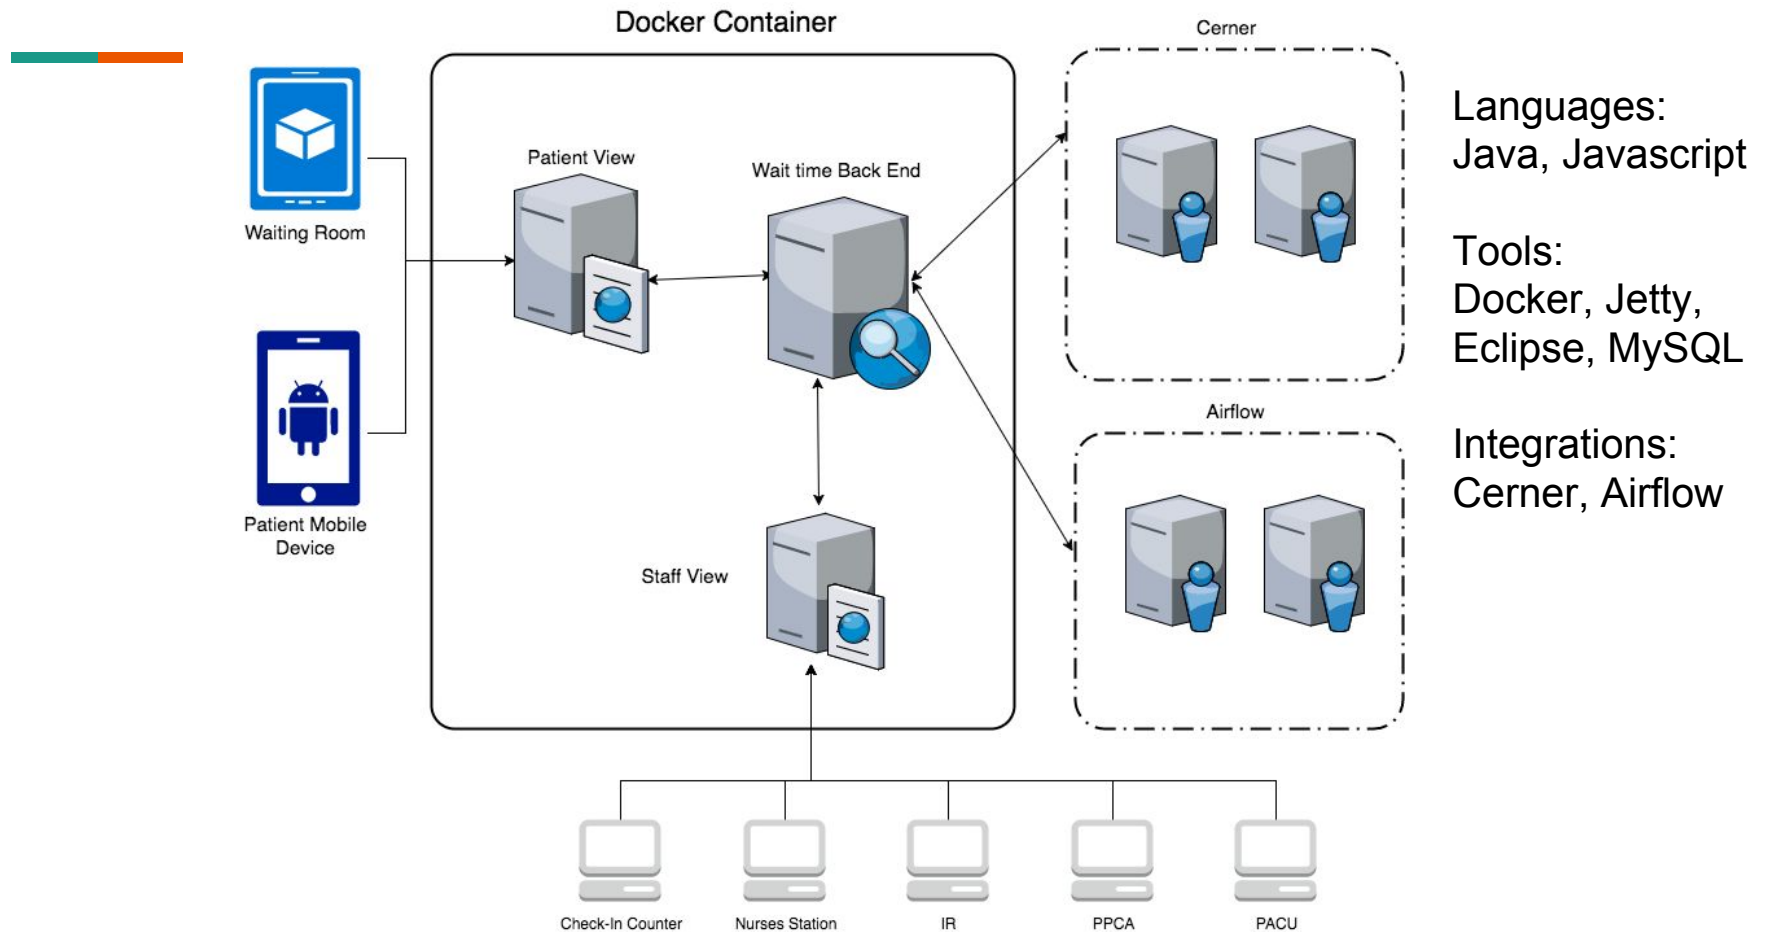 Docker Container
Cerner
Languages:
Java, Javascript
Patient View
Wait time Back End
Waiting Room
Tools:
Docker, Jetty,
Eclipse, MySQL
Airflow
Integrations:
Cerner, Airflow
Patient Mobile
Device
Staff View
Check-In Counter
Nurses Station
IR
PPCA
PACU